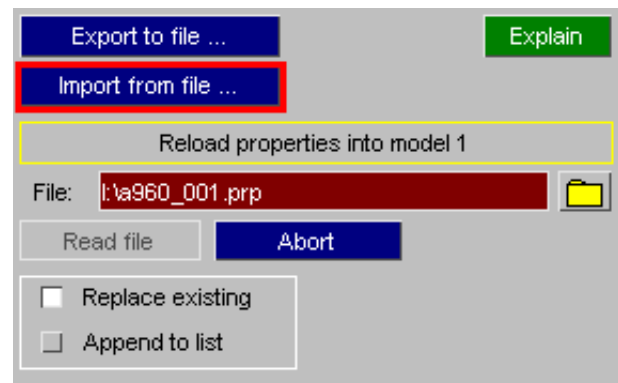 Export to file ...
Explain
Import from file ...
Reload properties into model 1
File: I:\a960_001.prp
Read file
Abort
Replace existing
Append to list